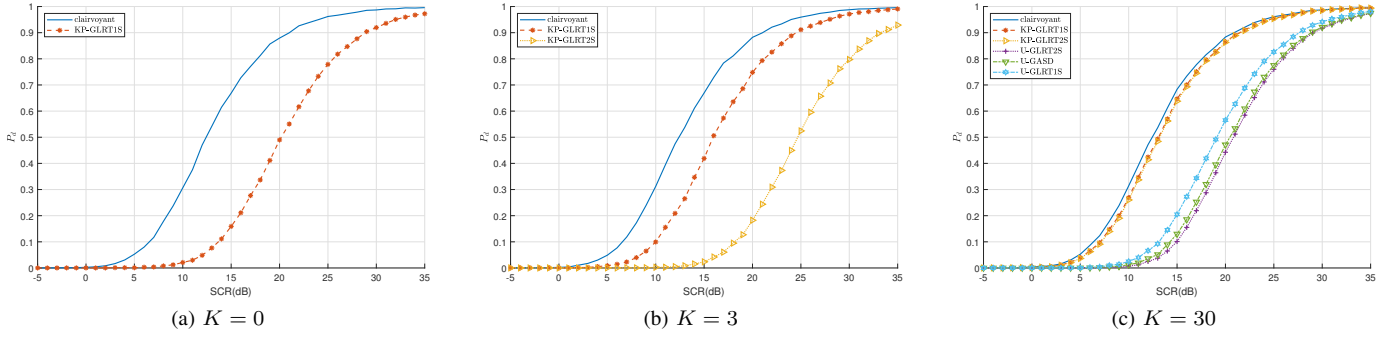 1
0.9
0.8
0.7
0.6
0.5
0.4
0.3
0.2
0.1
0
P_d
clairvoyant
KP-GLRT1S
-5 0 5 10 15 20 25 30 35
SCR(dB)
(a) K = 0
1
0.9
0.8
0.7
0.6
0.5
0.4
0.3
0.2
0.1
0
P_d
clairvoyant
KP-GLRT1S
KP-GLRT2S
-5 0 5 10 15 20 25 30 35
SCR(dB)
(b) K = 3
1
0.9
0.8
0.7
0.6
0.5
0.4
0.3
0.2
0.1
0
P_d
clairvoyant
KP-GLRT1S
KP-GLRT2S
U-GLRT2S
U-GASD
U-GLRT1S
-5 0 5 10 15 20 25 30 35
SCR(dB)
(c) K = 30